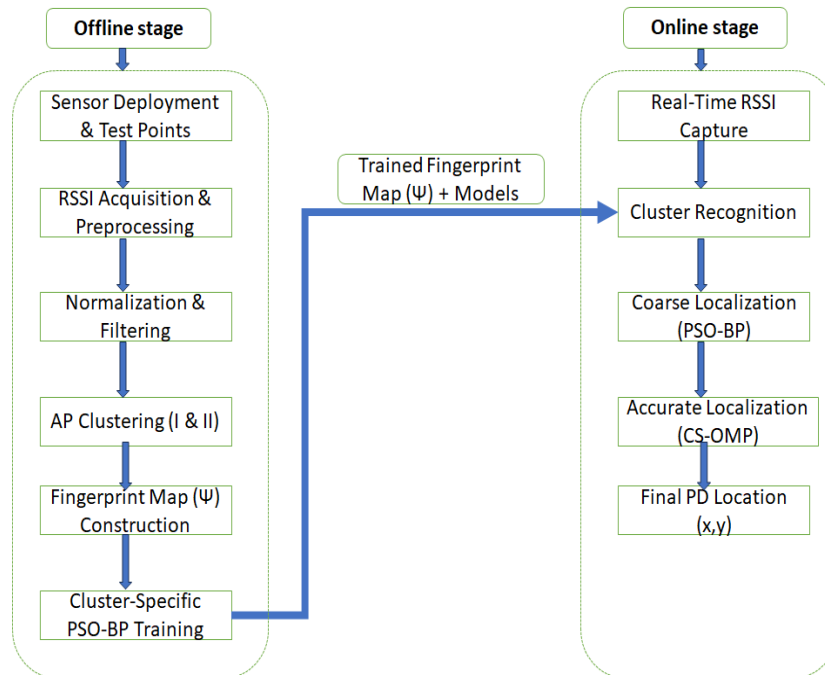 Offline stage
Sensor Deployment
& Test Points
RSSI Acquisition &
Preprocessing
Normalization &
Filtering
AP Clustering (I & II)
Fingerprint Map (Ψ)
Construction
Cluster-Specific
PSO-BP Training
Trained Fingerprint
Map (Ψ) + Models
Online stage
Real-Time RSSI
Capture
Cluster Recognition
Coarse Localization
(PSO-BP)
Accurate Localization
(CS-OMP)
Final PD Location
(x,y)